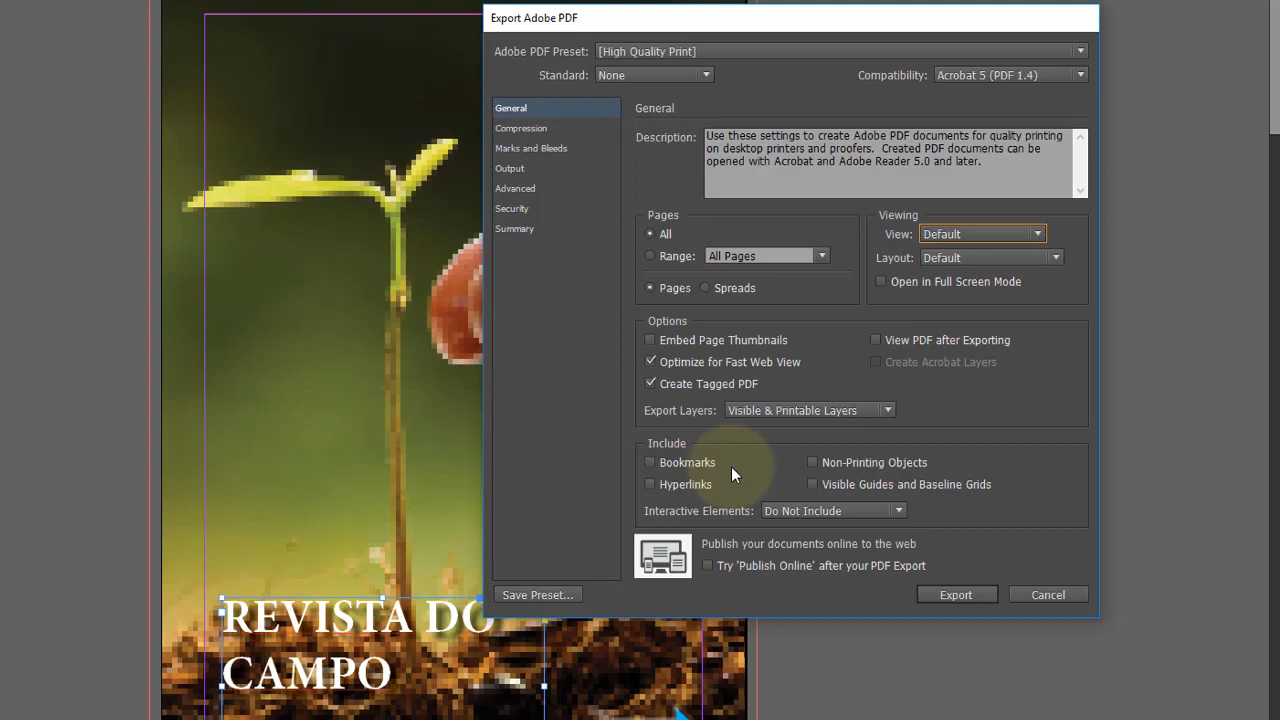 Export Adobe PDF
Adobe PDF Preset: [High Quality Print]
Standard: None Compatibility: Acrobat 5 (PDF 1.4)
General
Compression
Marks and Bleeds
Output
Advanced
Security
Summary
General
Description: Use these settings to create Adobe PDF documents for quality printing
on desktop printers and proofers. Created PDF documents can be
opened with Acrobat and Adobe Reader 5.0 and later.
Pages
All
Range: All Pages
Pages Spreads
Viewing
View: Default
Layout: Default
Open in Full Screen Mode
Options
Embed Page Thumbnails View PDF after Exporting
Optimize for Fast Web View Create Acrobat Layers
Create Tagged PDF
Export Layers: Visible & Printable Layers
Include
Bookmarks Non-Printing Objects
Hyperlinks Visible Guides and Baseline Grids
Interactive Elements: Do Not Include
Publish your documents online to the web
Try 'Publish Online' after your PDF Export
Save Preset... Export Cancel
REVISTA DO
CAMPO